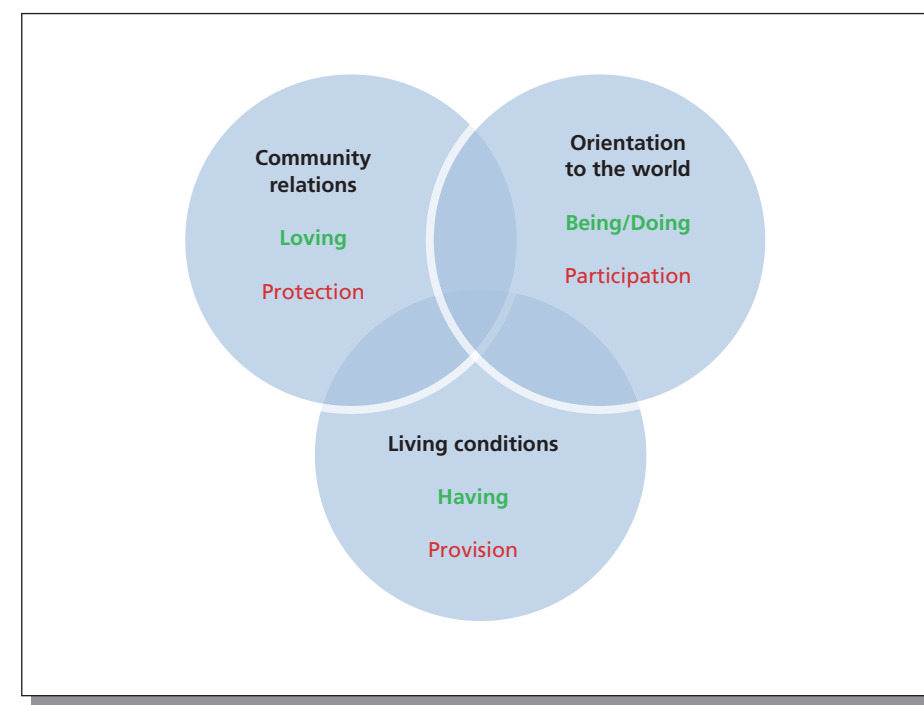 Community
relations
Loving
Protection
Orientation
to the world
Being/Doing
Participation
Living conditions
Having
Provision